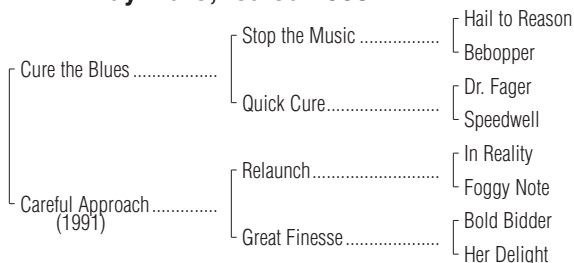 Hail to Reason
Stop the Music ..................
Bebopper
Cure the Blues ...................
Dr. Fager
Quick Cure..........................
Speedwell
In Reality
Relaunch.............................
Foggy Note
Careful Approach...............
(1991)
Bold Bidder
Great Finesse.....................
Her Delight